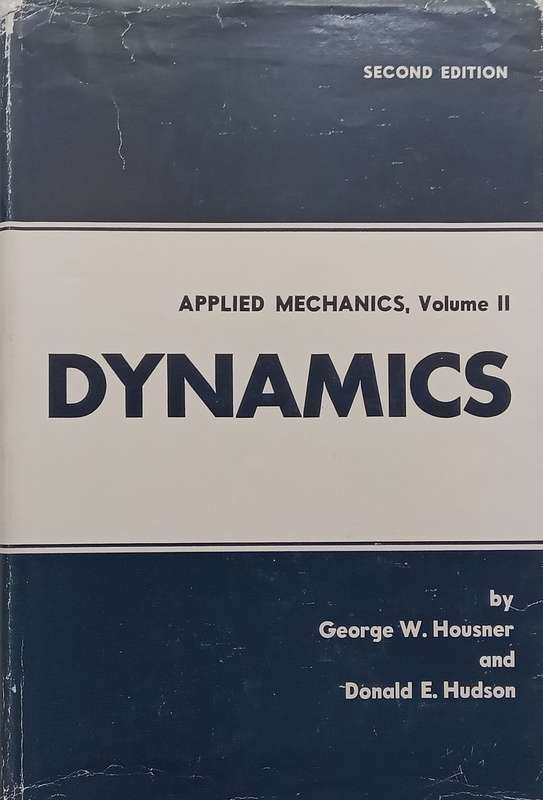 SECOND EDITION
APPLIED MECHANICS, Volume II
DYNAMICS
by
George W. Housner
and
Donald E. Hudson